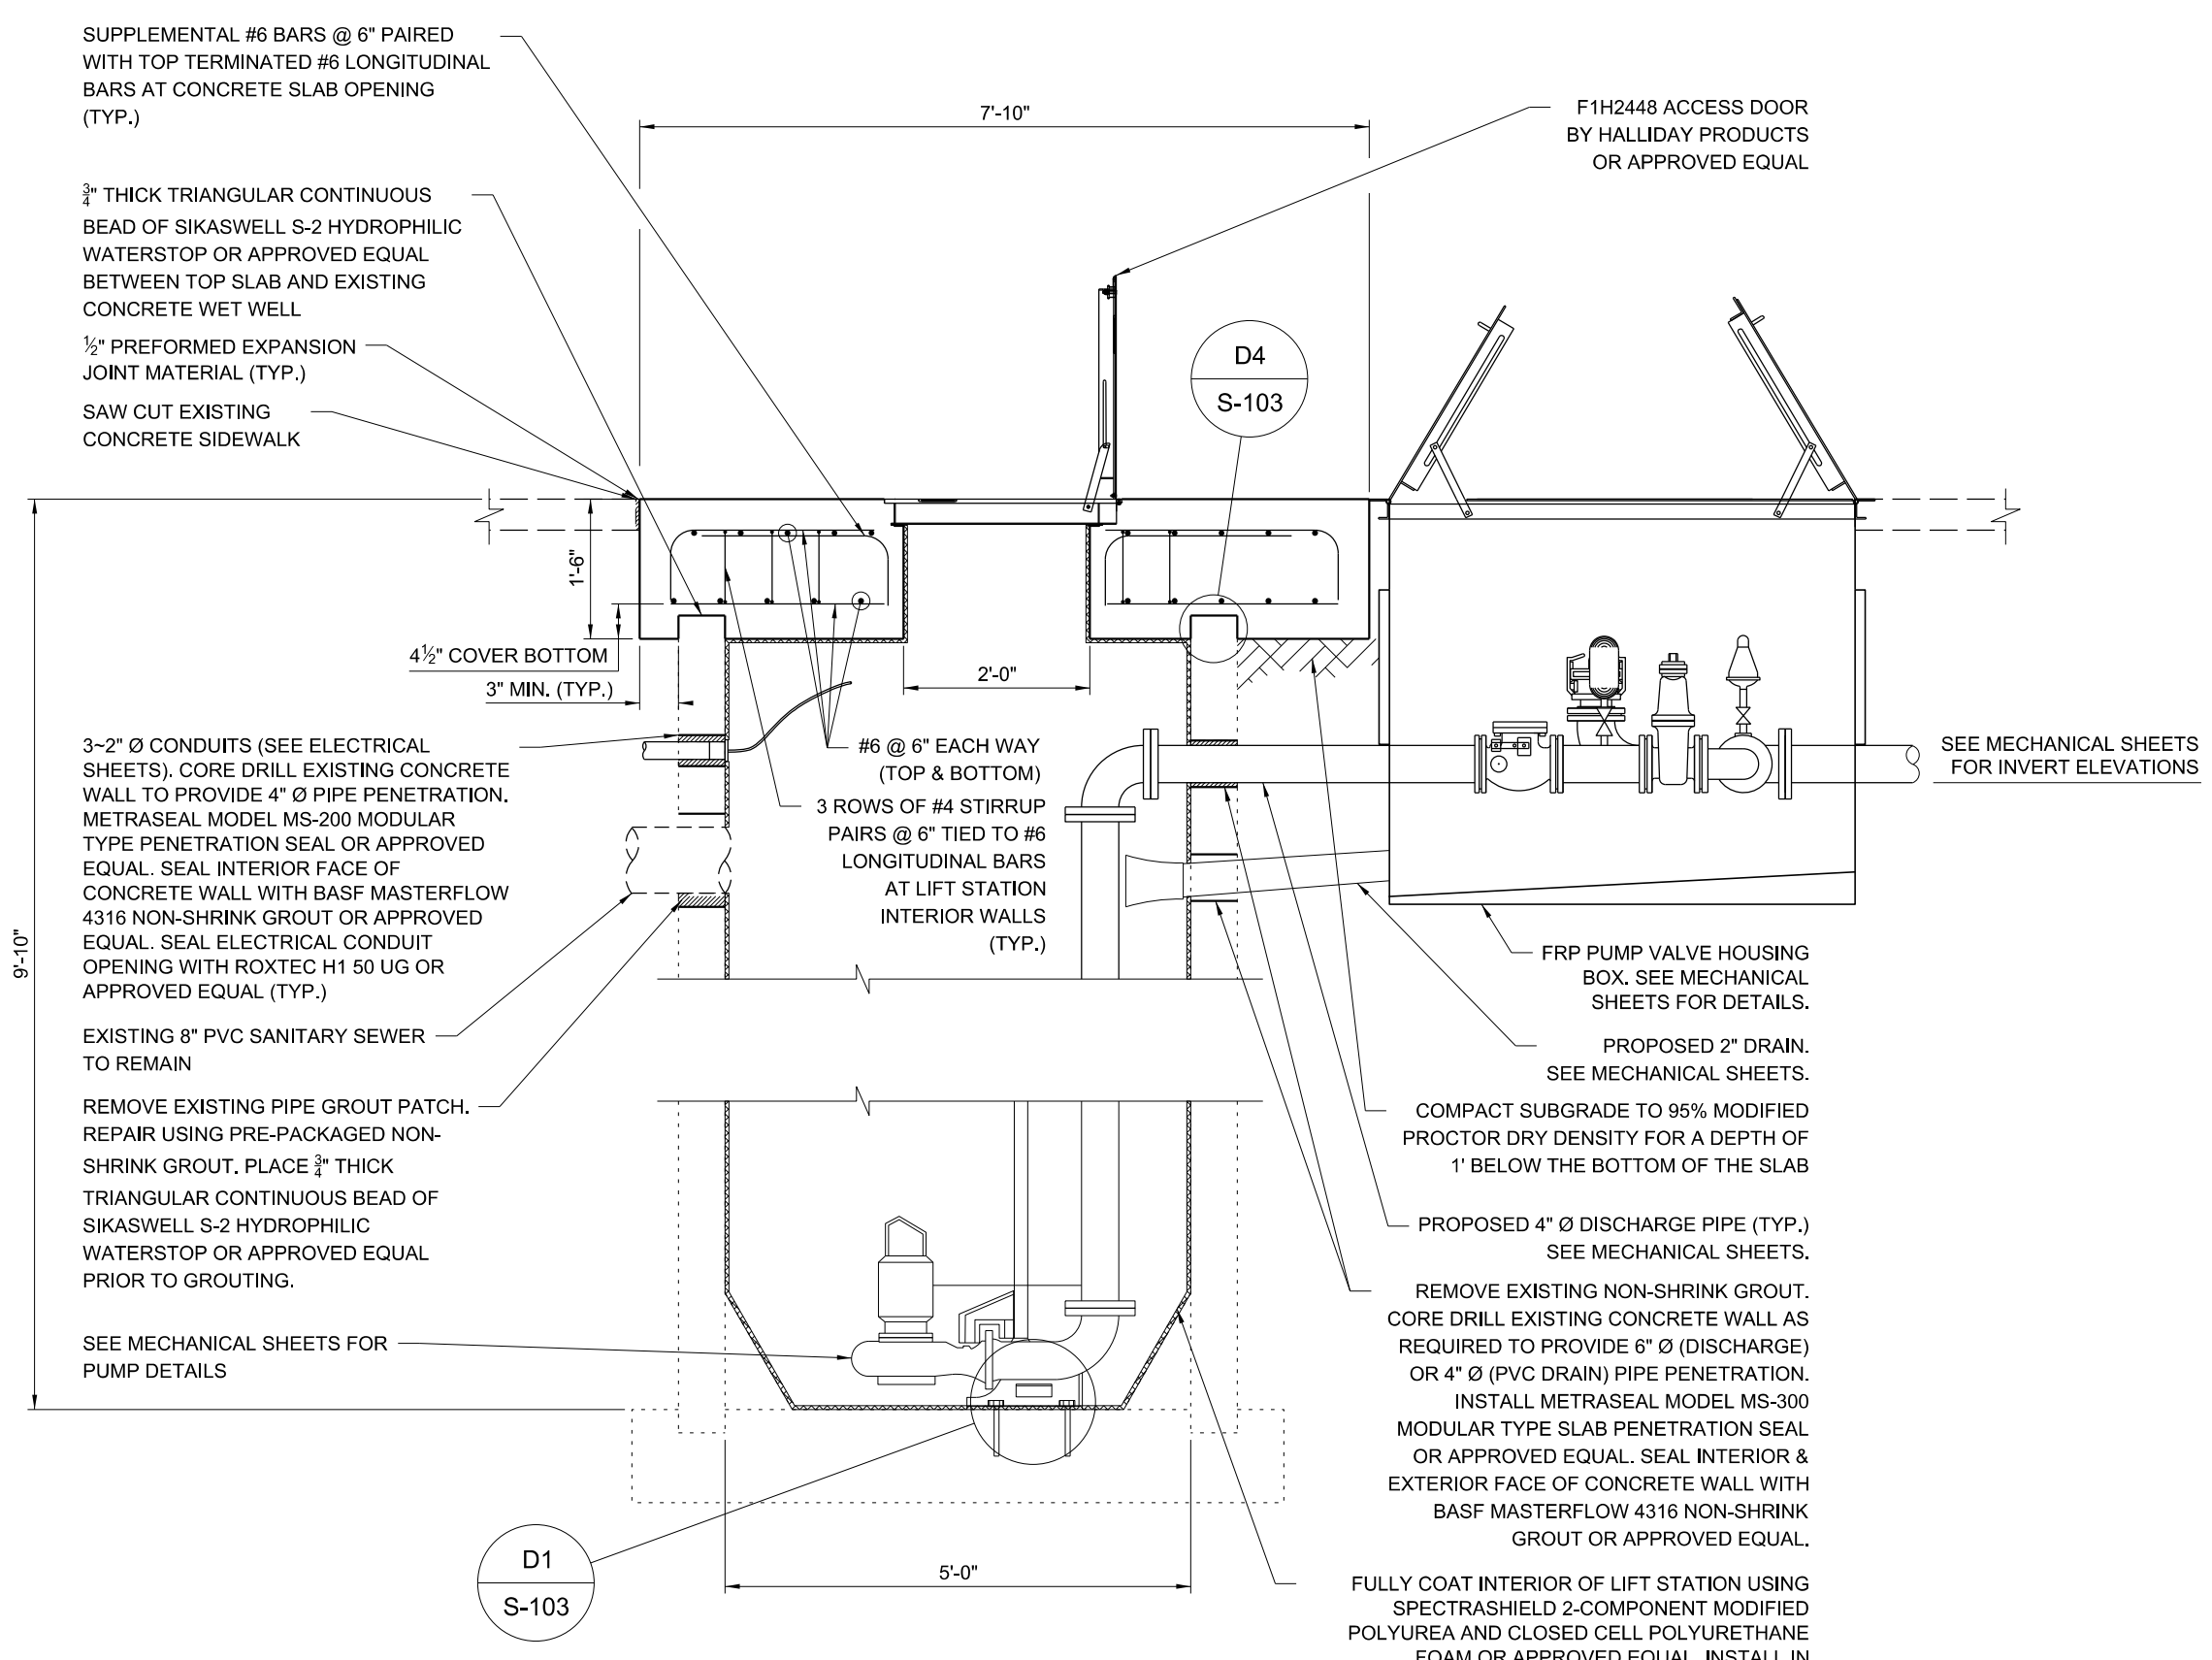 SUPPLEMENTAL #6 BARS @ 6" PAIRED
WITH TOP TERMINATED #6 LONGITUDINAL
BARS AT CONCRETE SLAB OPENING
(TYP.)
¾" THICK TRIANGULAR CONTINUOUS
BEAD OF SIKASWELL S-2 HYDROPHILIC
WATERSTOP OR APPROVED EQUAL
BETWEEN TOP SLAB AND EXISTING
CONCRETE WET WELL
½" PREFORMED EXPANSION
JOINT MATERIAL (TYP.)
SAW CUT EXISTING
CONCRETE SIDEWALK
7'-10"
F1H2448 ACCESS DOOR
BY HALLIDAY PRODUCTS
OR APPROVED EQUAL
D4
S-103
1'-6"
4½" COVER BOTTOM
3" MIN. (TYP.)
2'-0"
9'-10"
3~2" Ø CONDUITS (SEE ELECTRICAL
SHEETS). CORE DRILL EXISTING CONCRETE
WALL TO PROVIDE 4" Ø PIPE PENETRATION.
METRASEAL MODEL MS-200 MODULAR
TYPE PENETRATION SEAL OR APPROVED
EQUAL. SEAL INTERIOR FACE OF
CONCRETE WALL WITH BASF MASTERFLOW
4316 NON-SHRINK GROUT OR APPROVED
EQUAL. SEAL ELECTRICAL CONDUIT
OPENING WITH ROXTEC H1 50 UG OR
APPROVED EQUAL (TYP.)
EXISTING 8" PVC SANITARY SEWER
TO REMAIN
REMOVE EXISTING PIPE GROUT PATCH.
REPAIR USING PRE-PACKAGED NON-
SHRINK GROUT. PLACE ¾" THICK
TRIANGULAR CONTINUOUS BEAD OF
SIKASWELL S-2 HYDROPHILIC
WATERSTOP OR APPROVED EQUAL
PRIOR TO GROUTING.
SEE MECHANICAL SHEETS FOR
PUMP DETAILS
#6 @ 6" EACH WAY
(TOP & BOTTOM)
3 ROWS OF #4 STIRRUP
PAIRS @ 6" TIED TO #6
LONGITUDINAL BARS
AT LIFT STATION
INTERIOR WALLS
(TYP.)
SEE MECHANICAL SHEETS
FOR INVERT ELEVATIONS
FRP PUMP VALVE HOUSING
BOX. SEE MECHANICAL
SHEETS FOR DETAILS.
PROPOSED 2" DRAIN.
SEE MECHANICAL SHEETS.
COMPACT SUBGRADE TO 95% MODIFIED
PROCTOR DRY DENSITY FOR A DEPTH OF
1' BELOW THE BOTTOM OF THE SLAB
PROPOSED 4" Ø DISCHARGE PIPE (TYP.)
SEE MECHANICAL SHEETS.
REMOVE EXISTING NON-SHRINK GROUT.
CORE DRILL EXISTING CONCRETE WALL AS
REQUIRED TO PROVIDE 6" Ø (DISCHARGE)
OR 4" Ø (PVC DRAIN) PIPE PENETRATION.
INSTALL METRASEAL MODEL MS-300
MODULAR TYPE SLAB PENETRATION SEAL
OR APPROVED EQUAL. SEAL INTERIOR &
EXTERIOR FACE OF CONCRETE WALL WITH
BASF MASTERFLOW 4316 NON-SHRINK
GROUT OR APPROVED EQUAL.
D1
S-103
5'-0"
FULLY COAT INTERIOR OF LIFT STATION USING
SPECTRASHIELD 2-COMPONENT MODIFIED
POLYUREA AND CLOSED CELL POLYURETHANE
FOAM OR APPROVED EQUAL. INSTALL IN